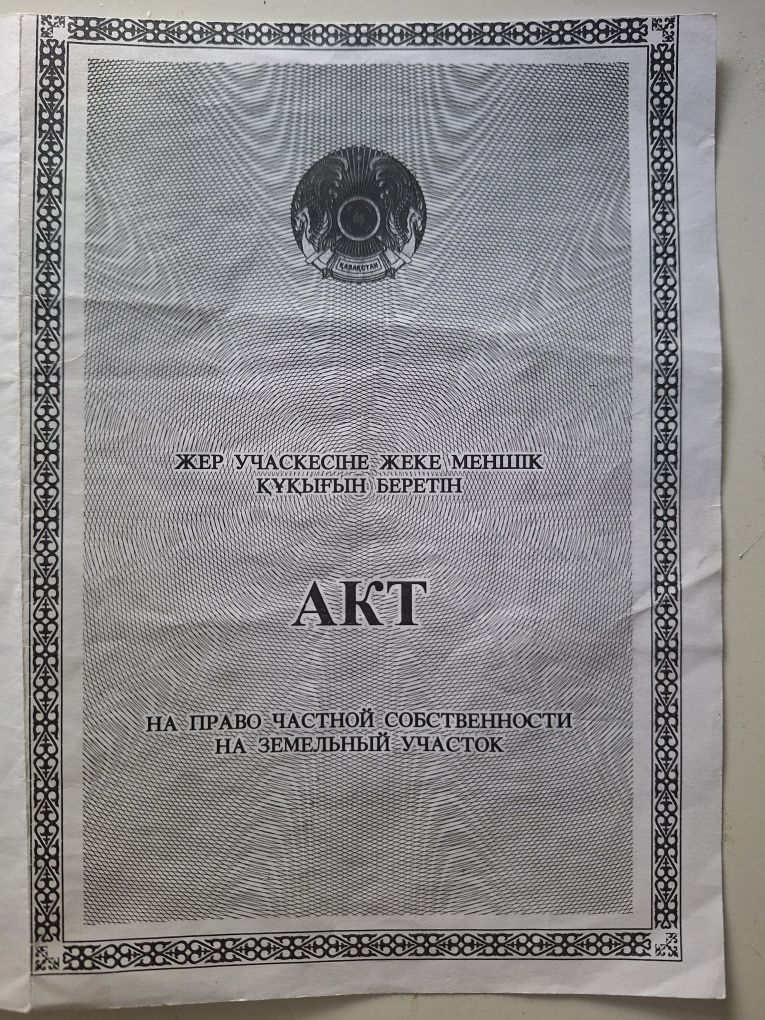 ҚАЗАҚСТАН
ЖЕР УЧАСКЕСІНЕ ЖЕКЕ МЕНШІК
ҚҰҚЫҒЫН БЕРЕТІН
АКТ
НА ПРАВО ЧАСТНОЙ СОБСТВЕННОСТИ
НА ЗЕМЕЛЬНЫЙ УЧАСТОК